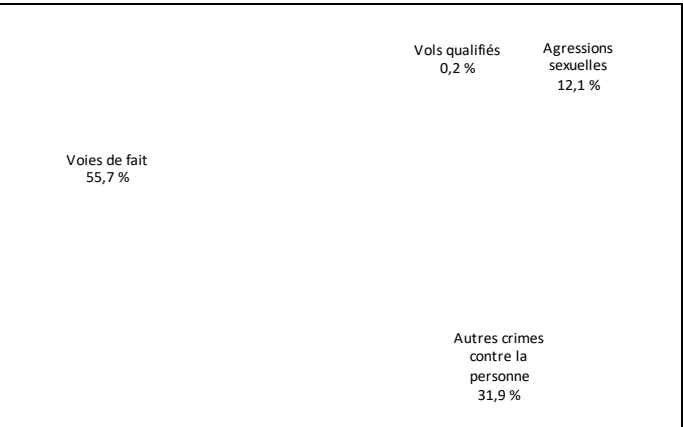 Vols qualifiés
0,2 %
Agressions
sexuelles
12,1 %
Voies de fait
55,7 %
Autres crimes
contre la
personne
31,9 %